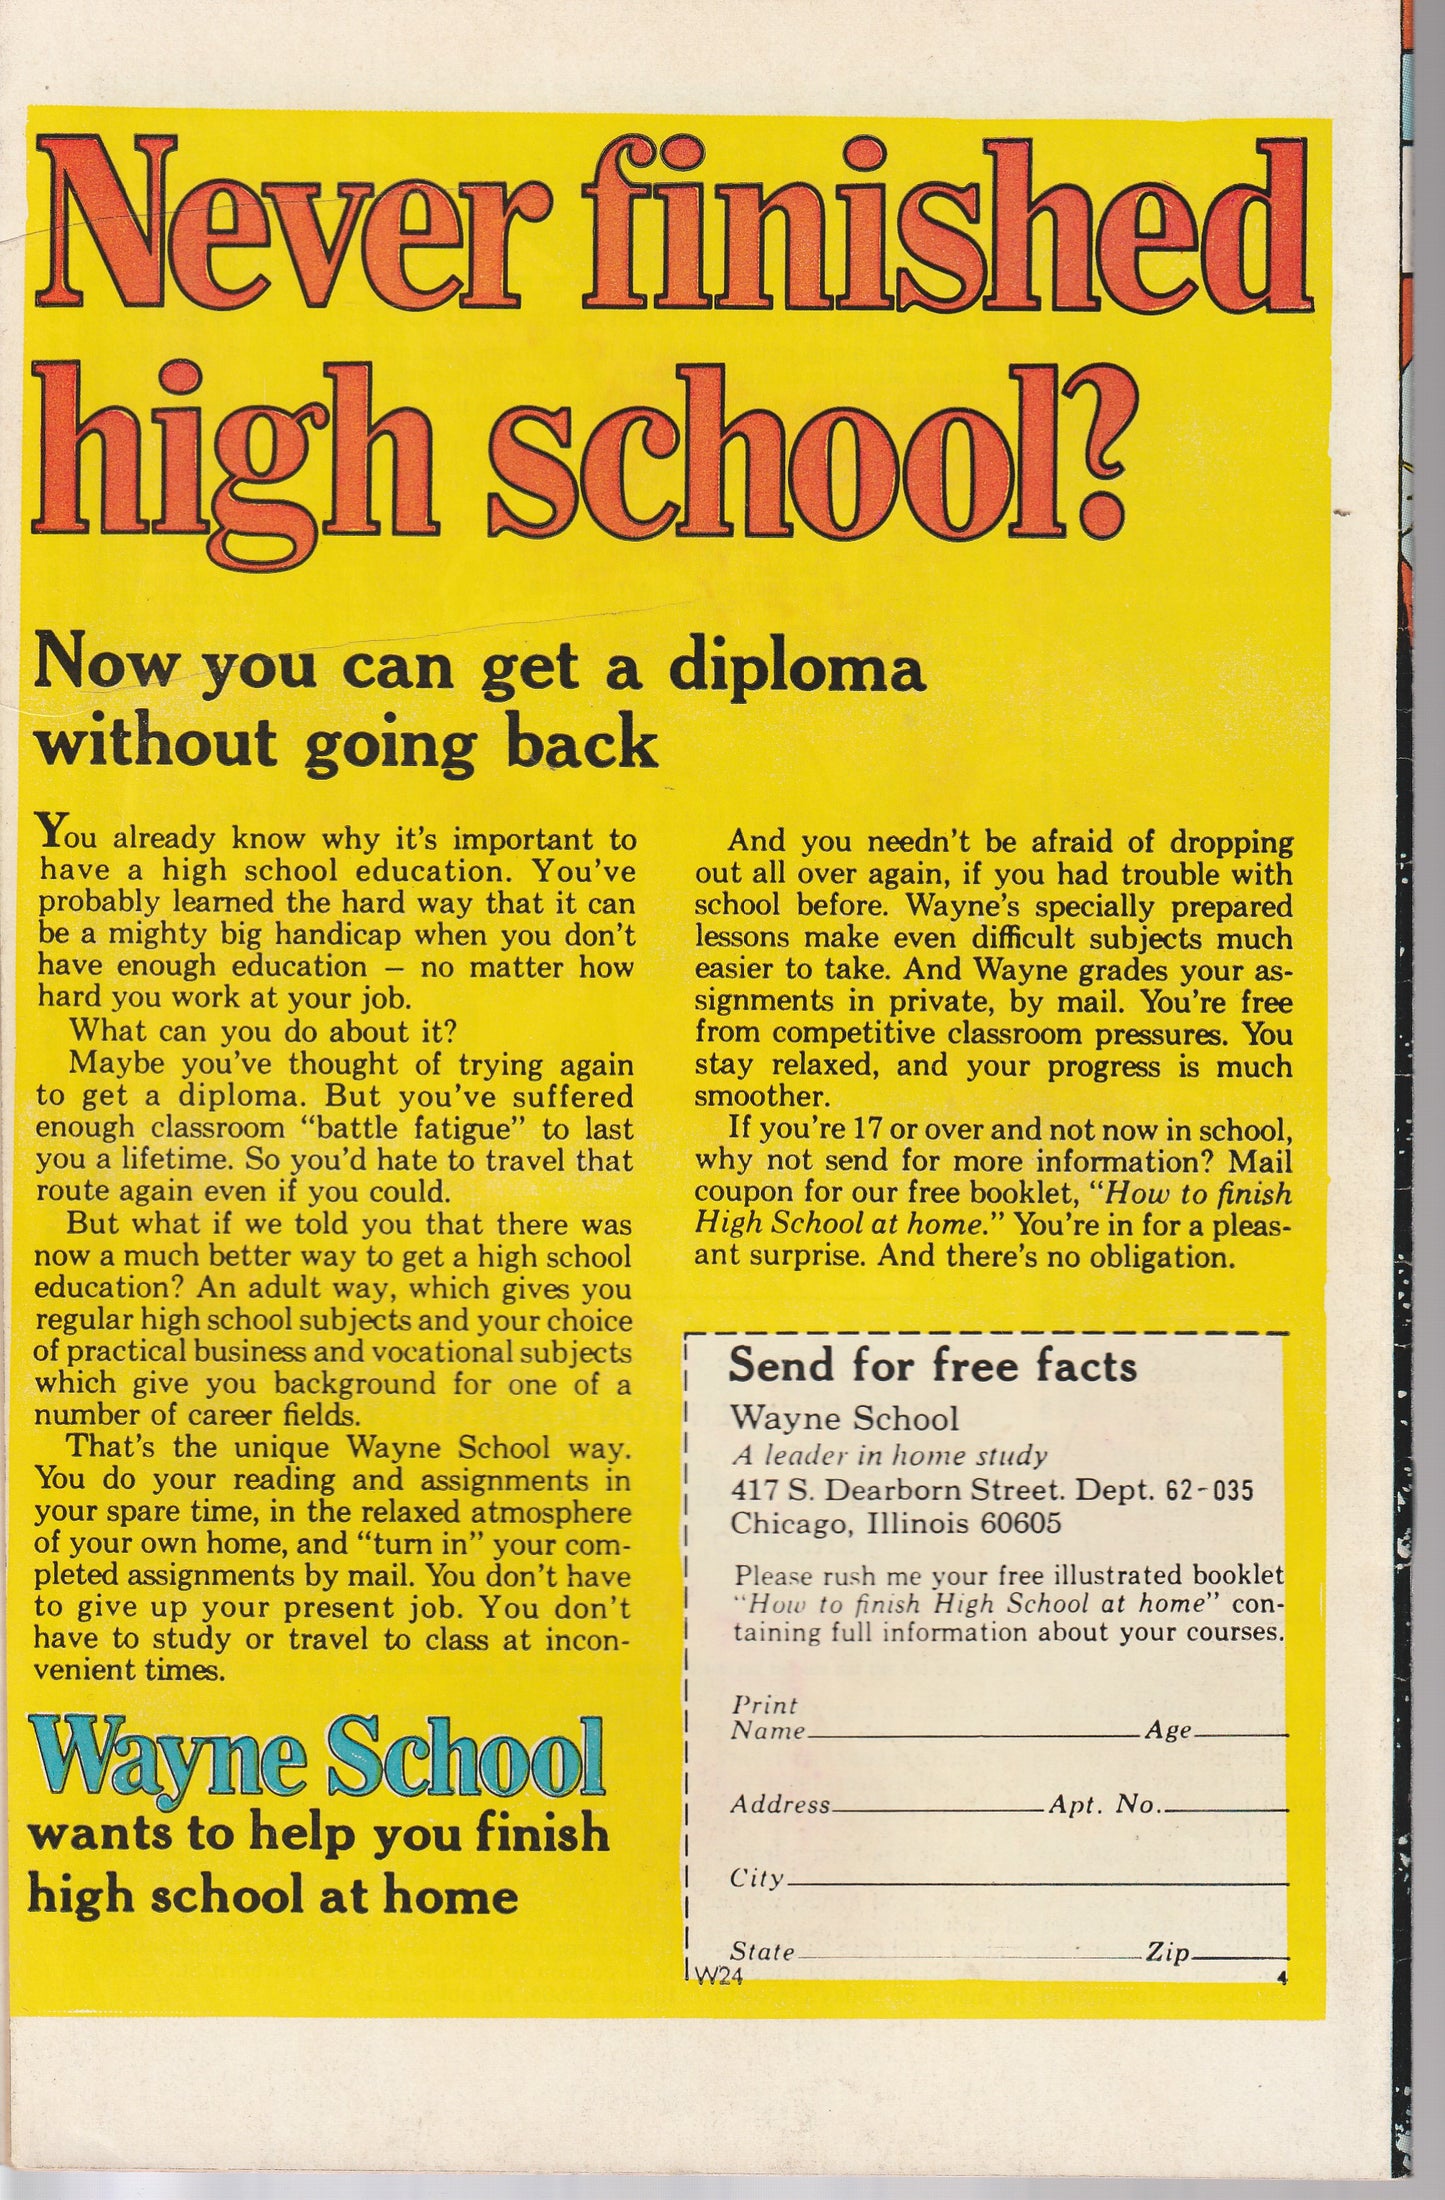 Never finished
high school?
Now you can get a diploma
without going back
You already know why it's important to
have a high school education. You've
probably learned the hard way that it can
be a mighty big handicap when you don't
have enough education – no matter how
hard you work at your job.
What can you do about it?
Maybe you've thought of trying again
to get a diploma. But you've suffered
enough classroom "battle fatigue" to last
you a lifetime. So you'd hate to travel that
route again even if you could.
But what if we told you that there was
now a much better way to get a high school
education? An adult way, which gives you
regular high school subjects and your choice
of practical business and vocational subjects
which give you background for one of a
number of career fields.
That's the unique Wayne School way.
You do your reading and assignments in
your spare time, in the relaxed atmosphere
of your own home, and "turn in" your com-
pleted assignments by mail. You don't have
to give up your present job. You don't
have to study or travel to class at incon-
venient times.
Wayne School
wants to help you finish
high school at home
And you needn't be afraid of dropping
out all over again, if you had trouble with
school before. Wayne's specially prepared
lessons make even difficult subjects much
easier to take. And Wayne grades your as-
signments in private, by mail. You're free
from competitive classroom pressures. You
stay relaxed, and your progress is much
smoother.
If you're 17 or over and not now in school,
why not send for more information? Mail
coupon for our free booklet, "How to finish
High School at home." You're in for a pleas-
ant surprise. And there's no obligation.
Send for free facts
Wayne School
A leader in home study
417 S. Dearborn Street. Dept. 62-035
Chicago, Illinois 60605
Please rush me your free illustrated booklet
"How to finish High School at home" con-
taining full information about your courses.
Print
Name Age
Address Apt. No.
City
State Zip
W24 4